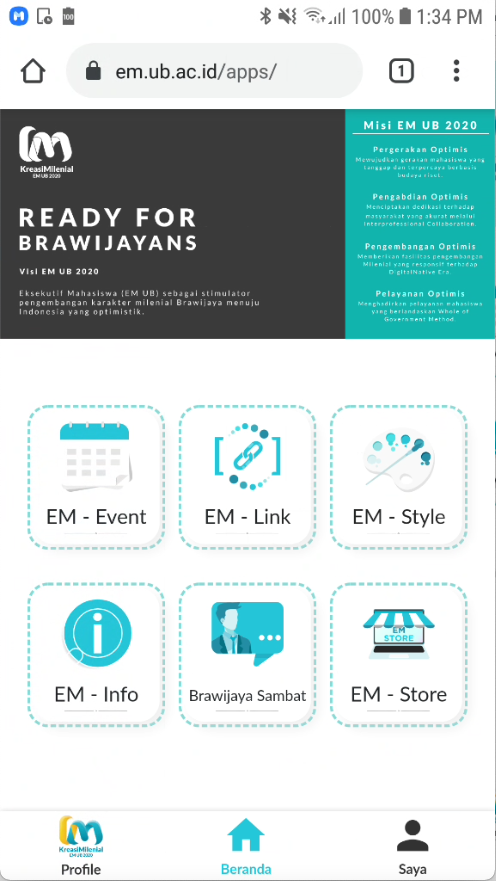 100% 1:34 PM
em.ub.ac.id/apps/
1
KreasiMilenial
EM UB 2020
READY FOR
BRAWIJAYANS
Visi EM UB 2020
Eksekutif Mahasiswa (EM UB) sebagai stimulator
pengembangan karakter milenial Brawijaya menuju
Indonesia yang optimistik.
Misi EM UB 2020
Pergerakan Optimis
Mewujudkan gerakan mahasiswa yang
tanggap dan terpercaya berbasis
budaya riset.
Pengabdian Optimis
Menciptakan dedikasi terhadap
masyarakat yang akurat melalui
Interprofesional Collaboration.
Pengembangan Optimis
Memberikan fasilitas pengembangan
Milenial yang responsif terhadap
DigitalNative Era.
Pelayanan Optimis
Menghadirkan pelayanan mahasiswa
yang berlandaskan Whole of
Government Method.
EM - Event
EM - Link
EM - Style
EM - Info
Brawijaya Sambat
EM
STORE
EM - Store
KreasiMilenial
EM UB 2020
Profile
Beranda
Saya